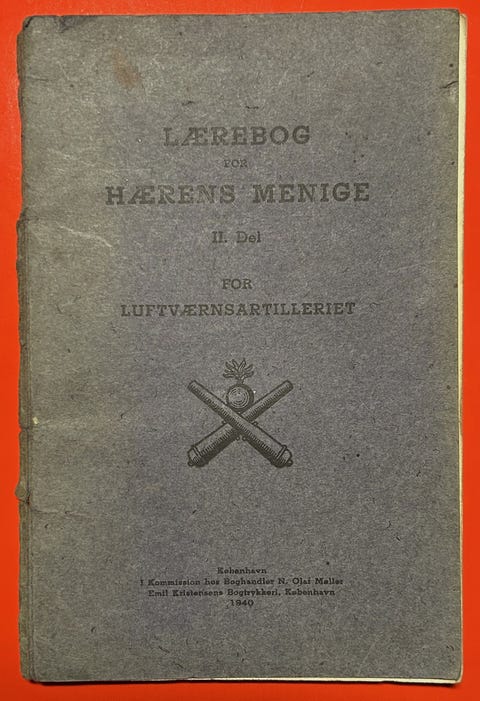 LÆREBOG
FOR
HÆRENS MENIGE
II. Del
FOR
LUFTVÆRNSARTILLERIET
København
I Kommission hos Boghandler N. Olaf Møller
Emil Kristensens Bogtrykkeri, København
1940